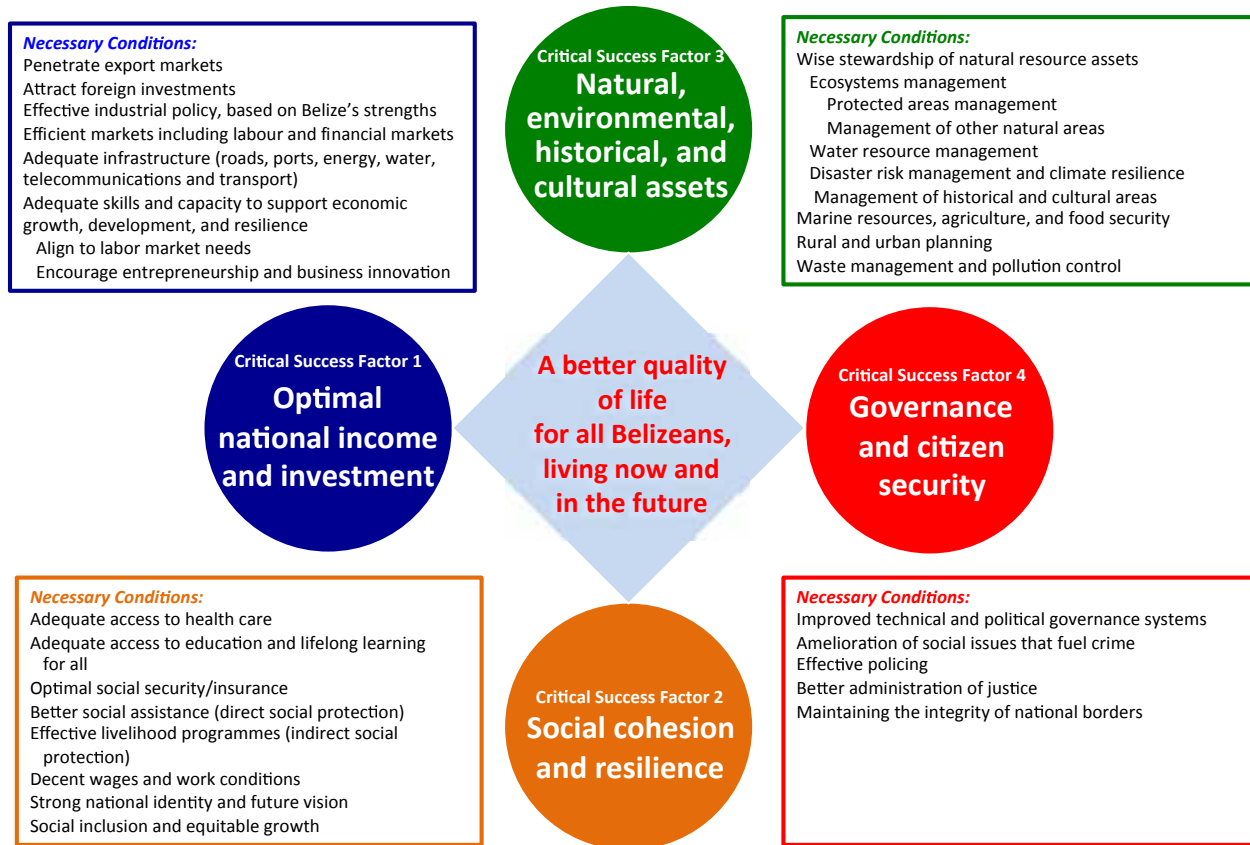 Necessary Conditions:
Penetrate export markets
Attract foreign investments
Effective industrial policy, based on Belize's strengths
Efficient markets including labour and financial markets
Adequate infrastructure (roads, ports, energy, water,
telecommunications and transport)
Adequate skills and capacity to support economic
growth, development, and resilience
Align to labor market needs
Encourage entrepreneurship and business innovation
Critical Success Factor 3
Natural,
environmental,
historical, and
cultural assets
Necessary Conditions:
Wise stewardship of natural resource assets
Ecosystems management
Protected areas management
Management of other natural areas
Water resource management
Disaster risk management and climate resilience
Management of historical and cultural areas
Marine resources, agriculture, and food security
Rural and urban planning
Waste management and pollution control
Critical Success Factor 1
Optimal
national income
and investment
A better quality
of life
for all Belizeans,
living now and
in the future
Critical Success Factor 4
Governance
and citizen
security
Necessary Conditions:
Adequate access to health care
Adequate access to education and lifelong learning
for all
Optimal social security/insurance
Better social assistance (direct social protection)
Effective livelihood programmes (indirect social
protection)
Decent wages and work conditions
Strong national identity and future vision
Social inclusion and equitable growth
Critical Success Factor 2
Social cohesion
and resilience
Necessary Conditions:
Improved technical and political governance systems
Amelioration of social issues that fuel crime
Effective policing
Better administration of justice
Maintaining the integrity of national borders